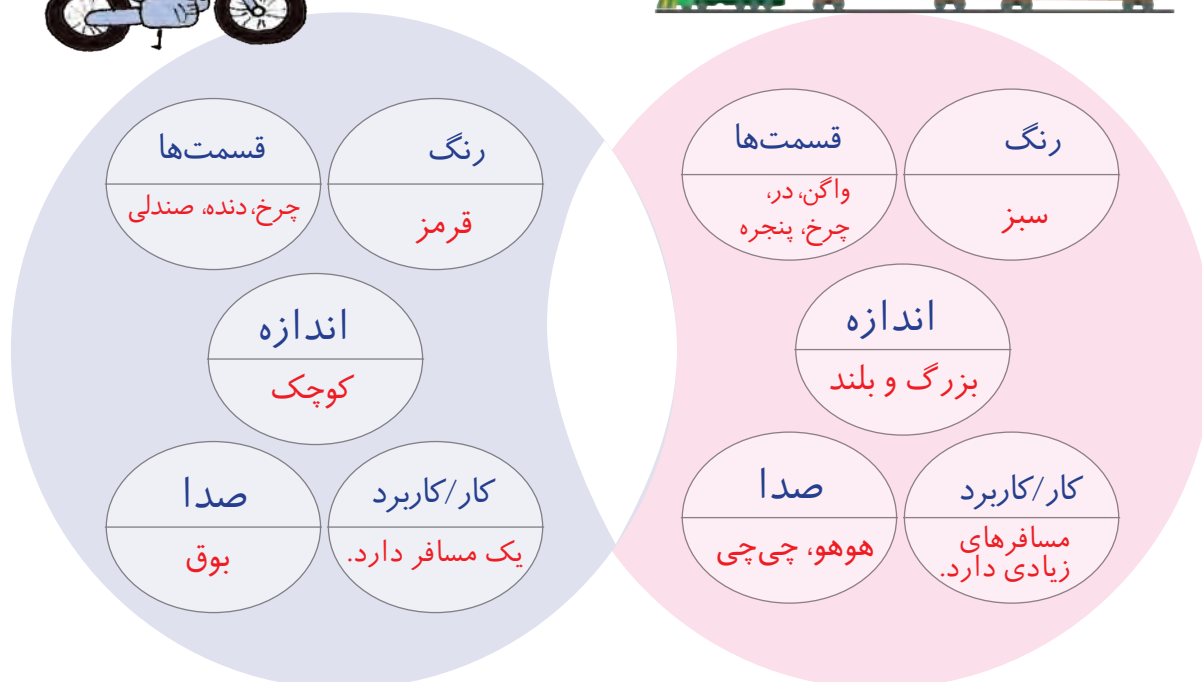 رنگ
سبز
قسمت‌ها
واگن، در،
چرخ، پنجره
اندازه
بزرگ و بلند
کار/کاربرد
مسافرهای
زیادی دارد.
صدا
هوهو، چی‌چی
رنگ
قرمز
قسمت‌ها
چرخ، دنده، صندلی
اندازه
کوچک
کار/کاربرد
یک مسافر دارد.
صدا
بوق